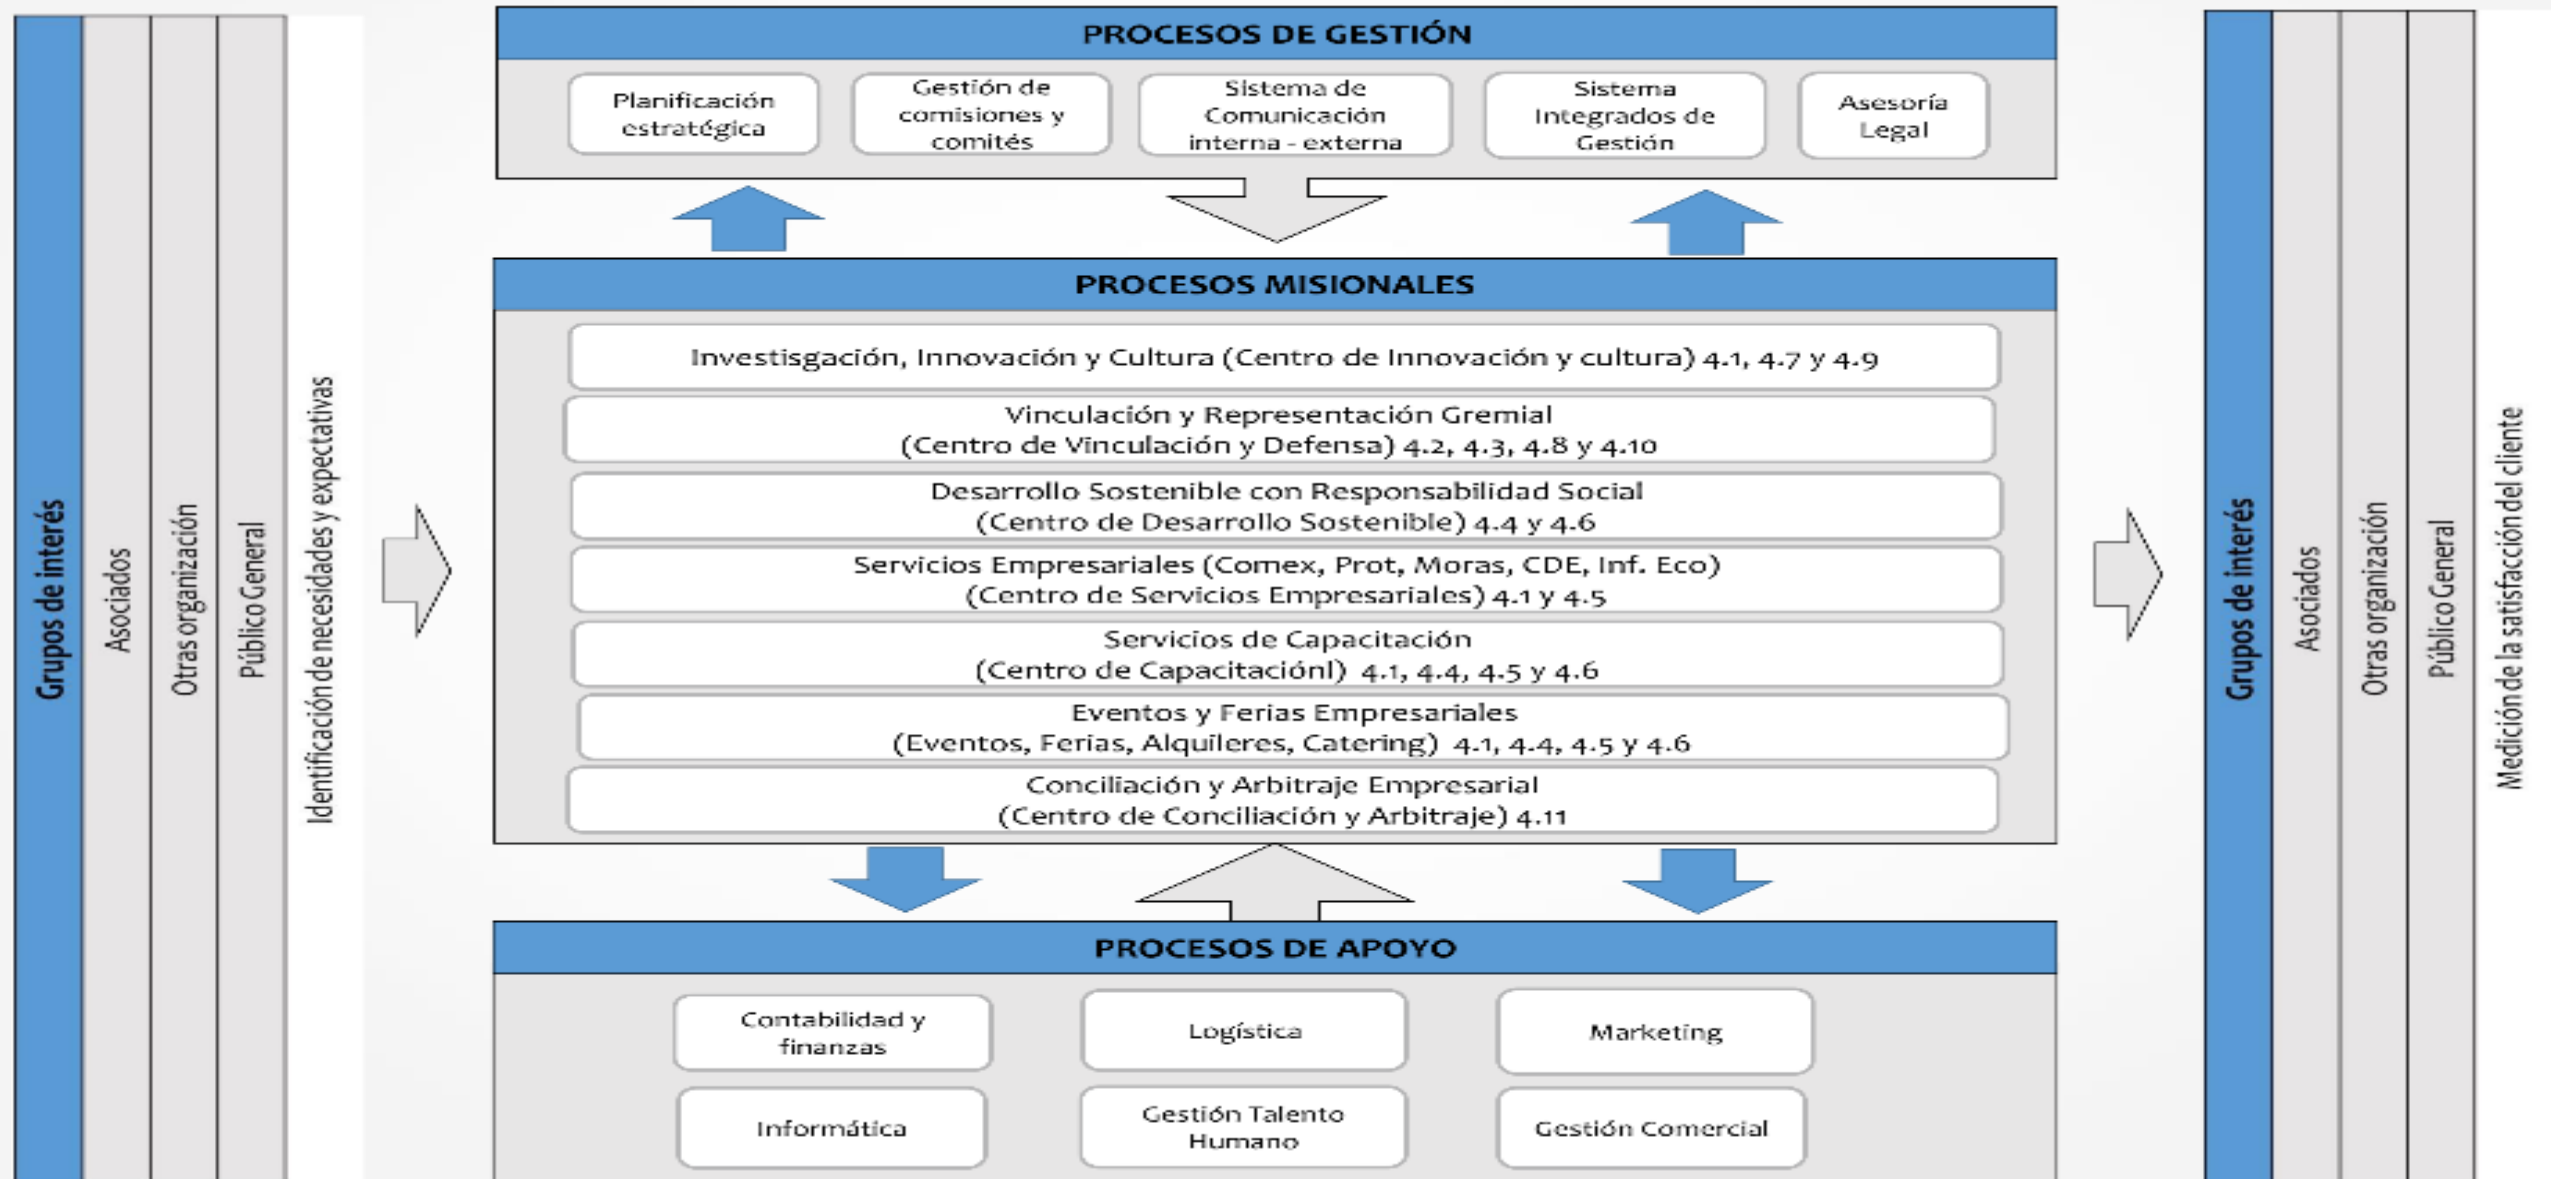 Grupos de interés
Asociados
Otras organización
Público General
Identificación de necesidades y expectativas
PROCESOS DE GESTIÓN
Planificación
estratégica
Gestión de
comisiones y
comités
Sistema de
Comunicación
interna - externa
Sistema
Integrados de
Gestión
Asesoría
Legal
PROCESOS MISIONALES
Investisgación, Innovación y Cultura (Centro de Innovación y cultura) 4.1, 4.7 y 4.9
Vinculación y Representación Gremial
(Centro de Vinculación y Defensa) 4.2, 4.3, 4.8 y 4.10
Desarrollo Sostenible con Responsabilidad Social
(Centro de Desarrollo Sostenible) 4.4 y 4.6
Servicios Empresariales (Comex, Prot, Moras, CDE, Inf. Eco)
(Centro de Servicios Empresariales) 4.1 y 4.5
Servicios de Capacitación
(Centro de Capacitaciónl) 4.1, 4.4, 4.5 y 4.6
Eventos y Ferias Empresariales
(Eventos, Ferias, Alquileres, Catering) 4.1, 4.4, 4.5 y 4.6
Conciliación y Arbitraje Empresarial
(Centro de Conciliación y Arbitraje) 4.11
PROCESOS DE APOYO
Contabilidad y
finanzas
Logística
Marketing
Informática
Gestión Talento
Humano
Gestión Comercial
Grupos de interés
Asociados
Otras organización
Público General
Medición de la satisfacción del cliente